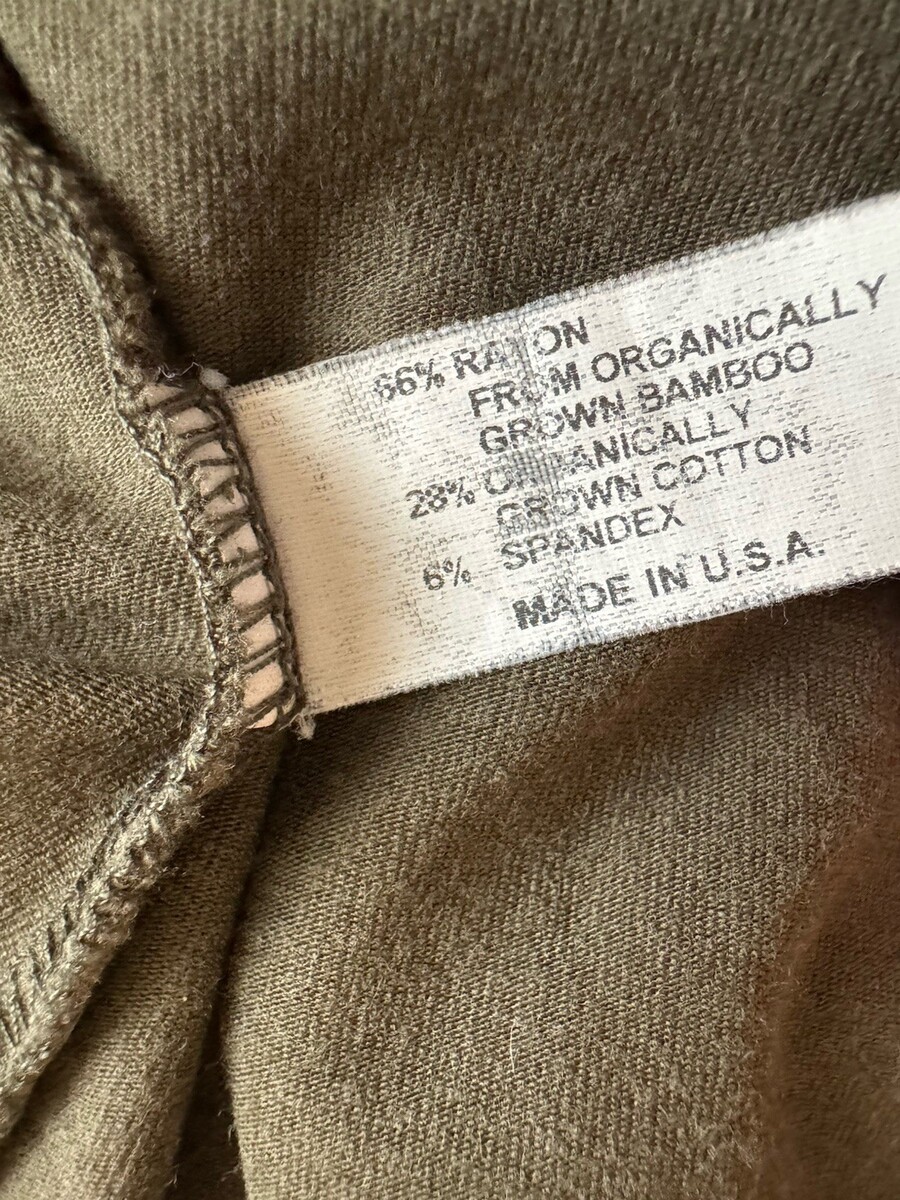 66% RAYON
FROM ORGANICALLY
GROWN BAMBOO
28% ORGANICALLY
GROWN COTTON
6% SPANDEX
MADE IN U.S.A.